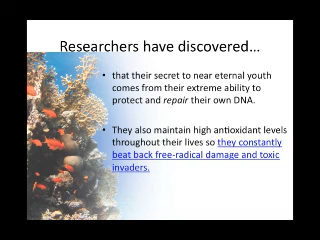 Researchers have discovered…
• that their secret to near eternal youth
comes from their extreme ability to
protect and repair their own DNA.
• They also maintain high antioxidant levels
throughout their lives so they constantly
beat back free-radical damage and toxic
invaders.